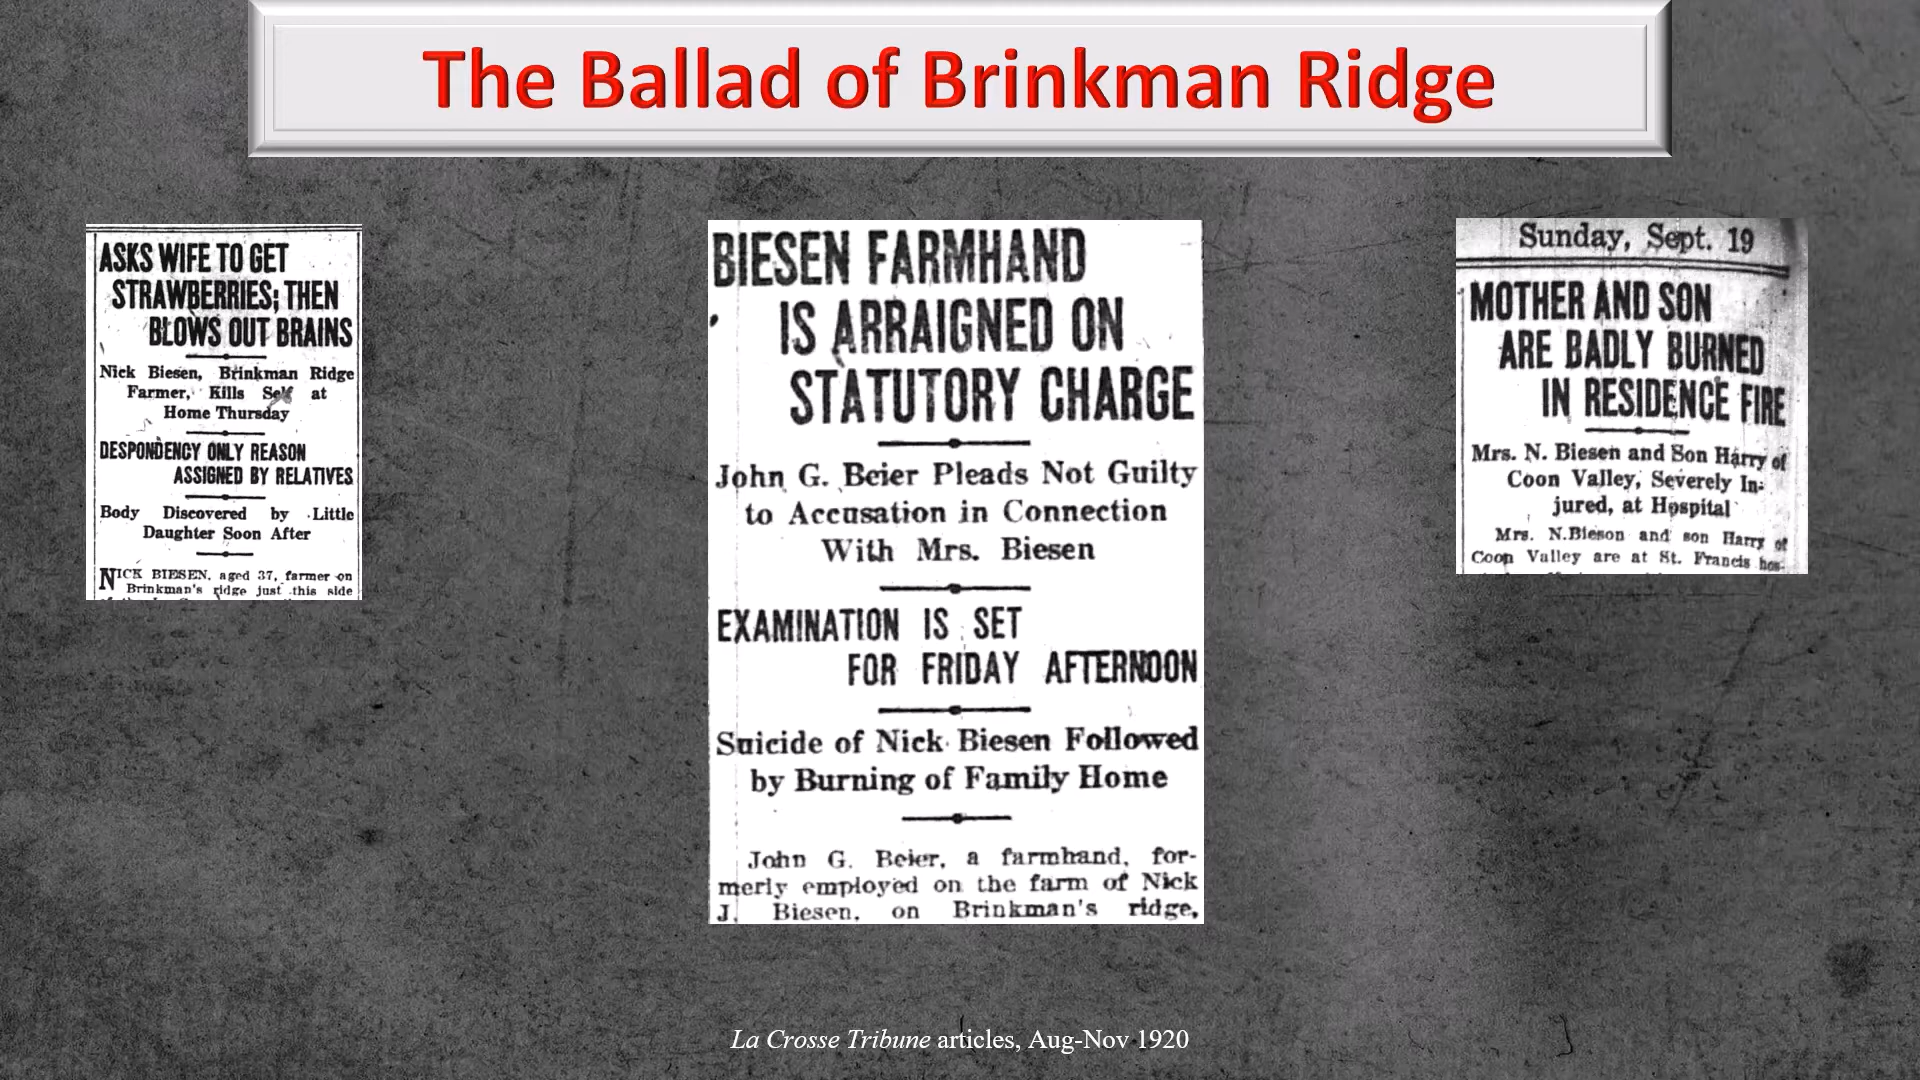 The Ballad of Brinkman Ridge
ASKS WIFE TO GET
STRAWBERRIES; THEN
BLOWS OUT BRAINS
Nick Biesen, Brinkman Ridge
Farmer, Kills Self at
Home Thursday
DESPONDENCY ONLY REASON
ASSIGNED BY RELATIVES
Body Discovered by Little
Daughter Soon After
NICK BIESEN, aged 37, farmer on
Brinkman's ridge just this side
BIESEN FARMHAND
IS ARRAIGNED ON
STATUTORY CHARGE
John G. Beier Pleads Not Guilty
to Accusation in Connection
With Mrs. Biesen
EXAMINATION IS SET
FOR FRIDAY AFTERNOON
Suicide of Nick Biesen Followed
by Burning of Family Home
John G. Beier, a farmhand, for-
merly employed on the farm of Nick
J. Biesen, on Brinkman's ridge,
Sunday, Sept. 19
MOTHER AND SON
ARE BADLY BURNED
IN RESIDENCE FIRE
Mrs. N. Biesen and Son Harry of
Coon Valley, Severely In-
jured, at Hospital
Mrs. N.Bieson and son Harry of
Coon Valley are at St. Francis hos-
La Crosse Tribune articles, Aug-Nov 1920